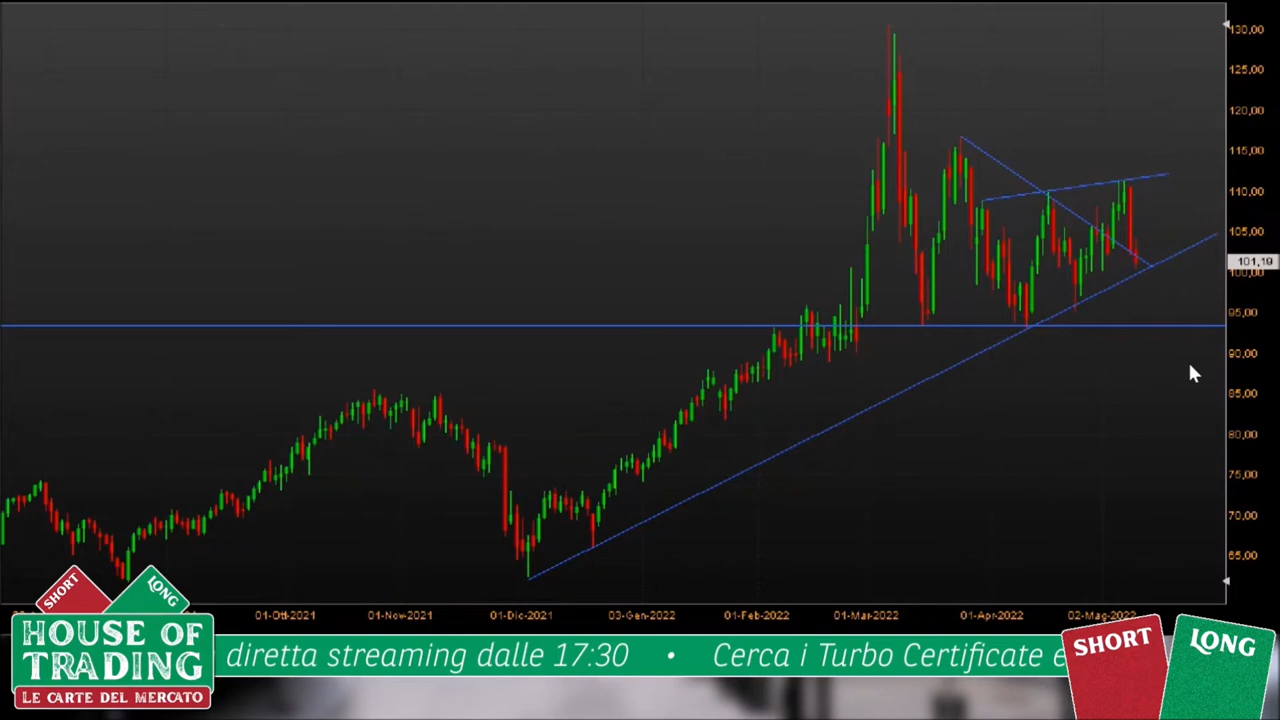 130,00
125,00
120,00
115,00
110,00
105,00
101,19
100,00
95,00
90,00
85,00
80,00
75,00
70,00
65,00
01-Ott-2021
01-Nov-2021
01-Dic-2021
03-Gen-2022
01-Feb-2022
01-Mar-2022
01-Apr-2022
02-Mag-2022
SHORT
LONG
HOUSE OF
TRADING
LE CARTE DEL MERCATO
diretta streaming dalle 17:30 • Cerca i Turbo Certificate e
SHORT
LONG